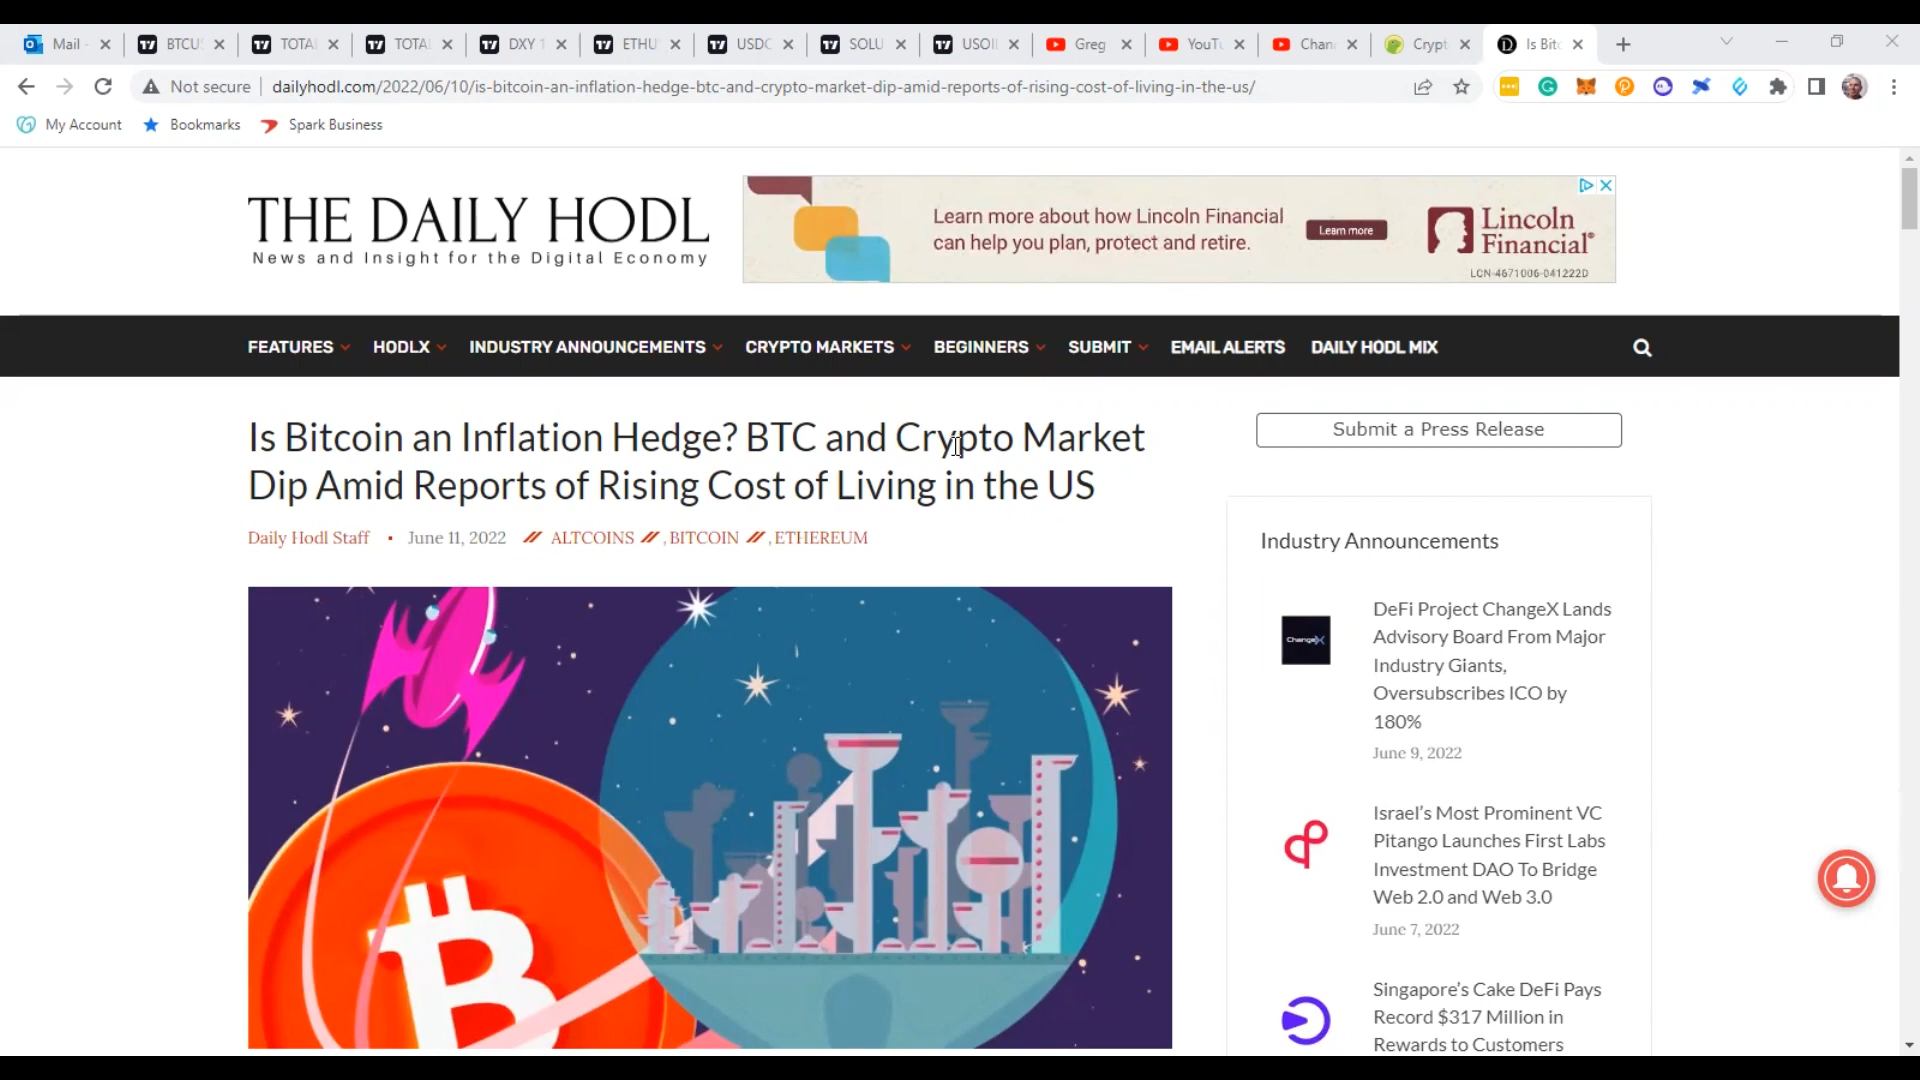 Mail
BTCU
TOTA
TOTA
DXY 1
ETHU
USDC
SOLU
USOI
Greg
YouTu
Chan
Crypt
Is Bitc
Not secure
dailyhodl.com/2022/06/10/is-bitcoin-an-inflation-hedge-btc-and-crypto-market-dip-amid-reports-of-rising-cost-of-living-in-the-us/
My Account
Bookmarks
Spark Business
THE DAILY HODL
News and Insight for the Digital Economy
Learn more about how Lincoln Financial
can help you plan, protect and retire.
Learn more
Lincoln
Financial®
LCN-4671006-041222D
FEATURES HODLX INDUSTRY ANNOUNCEMENTS CRYPTO MARKETS BEGINNERS SUBMIT EMAIL ALERTS DAILY HODL MIX
Is Bitcoin an Inflation Hedge? BTC and Crypto Market
Dip Amid Reports of Rising Cost of Living in the US
Daily Hodl Staff • June 11, 2022 // ALTCOINS // , BITCOIN // , ETHEREUM
Submit a Press Release
Industry Announcements
ChangeX
DeFi Project ChangeX Lands
Advisory Board From Major
Industry Giants,
Oversubscribes ICO by
180%
June 9, 2022
Israel's Most Prominent VC
Pitango Launches First Labs
Investment DAO To Bridge
Web 2.0 and Web 3.0
June 7, 2022
Singapore's Cake DeFi Pays
Record $317 Million in
Rewards to Customers